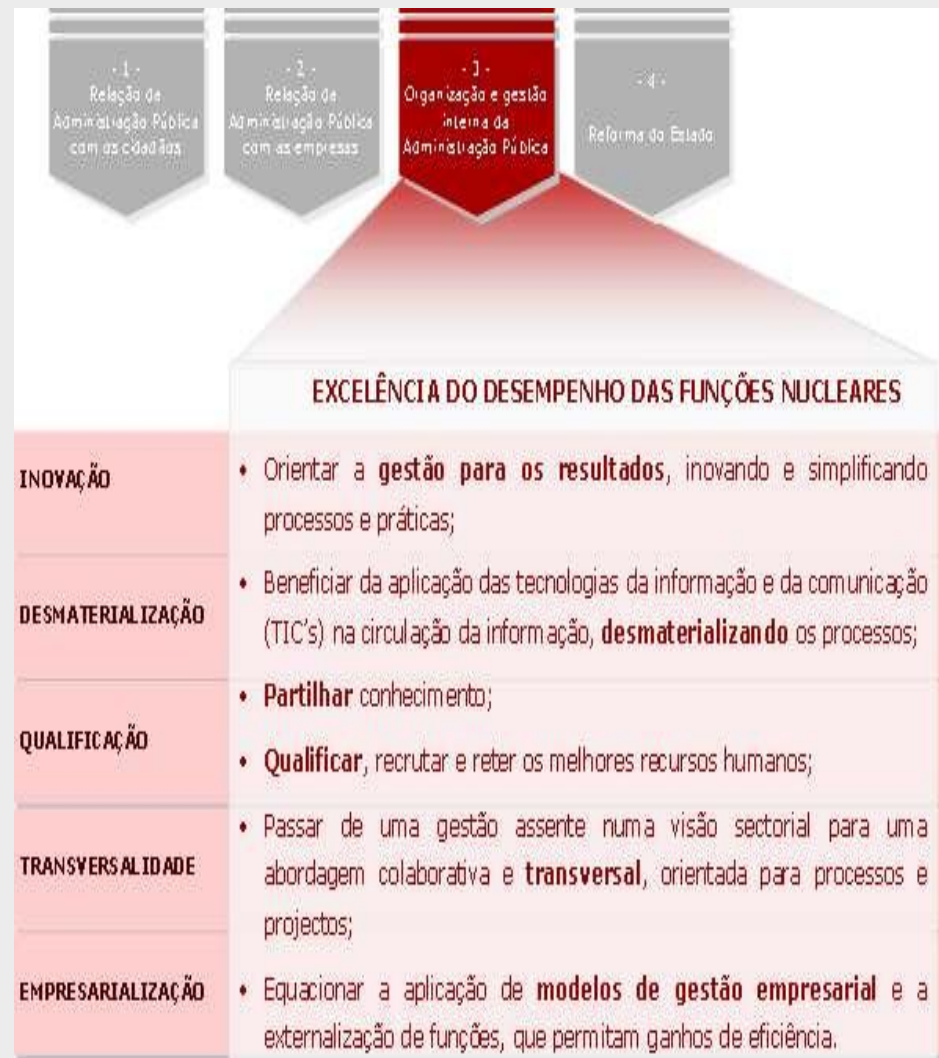 - 1 -
Relação da
Administração Pública
com os cidadãos
- 2 -
Relação da
Administração Pública
com as empresas
- 3 -
Organização e gestão
interna da
Administração Pública
- 4 -
Reforma do Estado
EXCELÊNCIA DO DESEMPENHO DAS FUNÇÕES NUCLEARES
INOVAÇÃO
• Orientar a gestão para os resultados, inovando e simplificando
processos e práticas;
DESMATERIALIZAÇÃO
• Beneficiar da aplicação das tecnologias da informação e da comunicação
(TIC´s) na circulação da informação, desmaterializando os processos;
QUALIFICAÇÃO
• Partilhar conhecimento;
• Qualificar, recrutar e reter os melhores recursos humanos;
TRANSVERSALIDADE
• Passar de uma gestão assente numa visão sectorial para uma
abordagem colaborativa e transversal, orientada para processos e
projectos;
EMPRESARIALIZAÇÃO
• Equacionar a aplicação de modelos de gestão empresarial e a
externalização de funções, que permitam ganhos de eficiência.